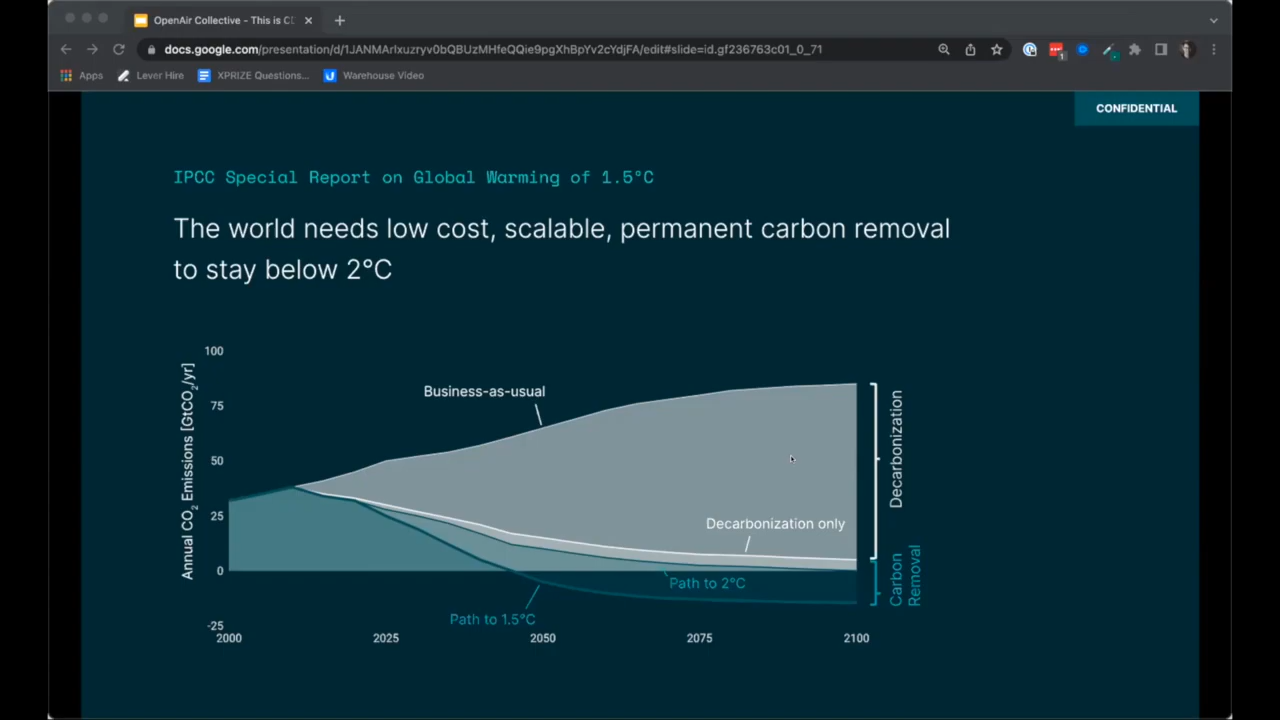 OpenAir Collective - This is CD
docs.google.com/presentation/d/1JANMArIxuzryv0bQBUzMHfeQQie9pgXhBpYv2cYdjFA/edit#slide=id.gf236763c01_0_71
1
Apps
Lever Hire
XPRIZE Questions...
Warehouse Video
CONFIDENTIAL
IPCC Special Report on Global Warming of 1.5°C
The world needs low cost, scalable, permanent carbon removal
to stay below 2°C
Annual CO₂ Emissions [GtCO₂/yr]
100
75
50
25
0
-25
2000
2025
2050
2075
2100
Business-as-usual
Decarbonization only
Path to 2°C
Path to 1.5°C
Decarbonization
Carbon
Removal